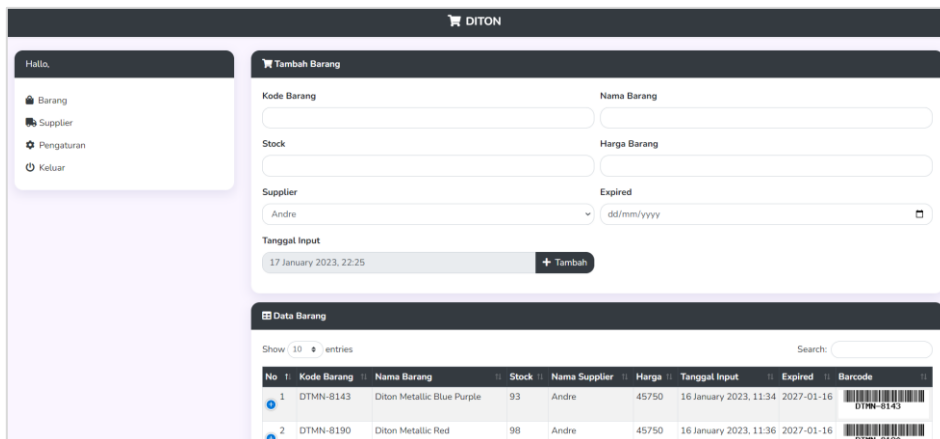 DITON
Hallo,
Barang
Supplier
Pengaturan
Keluar
Tambah Barang
Kode Barang Nama Barang
Stock Harga Barang
Supplier Expired
Andre dd/mm/yyyy
Tanggal Input
17 January 2023, 22:25 Tambah
Data Barang
Show 10 entries Search:
No Kode Barang Nama Barang Stock Nama Supplier Harga Tanggal Input Expired Barcode
1 DTMN-8143 Diton Metallic Blue Purple 93 Andre 45750 16 January 2023, 11:34 2027-01-16
DTMN-8143
2 DTMN-8190 Diton Metallic Red 98 Andre 45750 16 January 2023, 11:36 2027-01-16